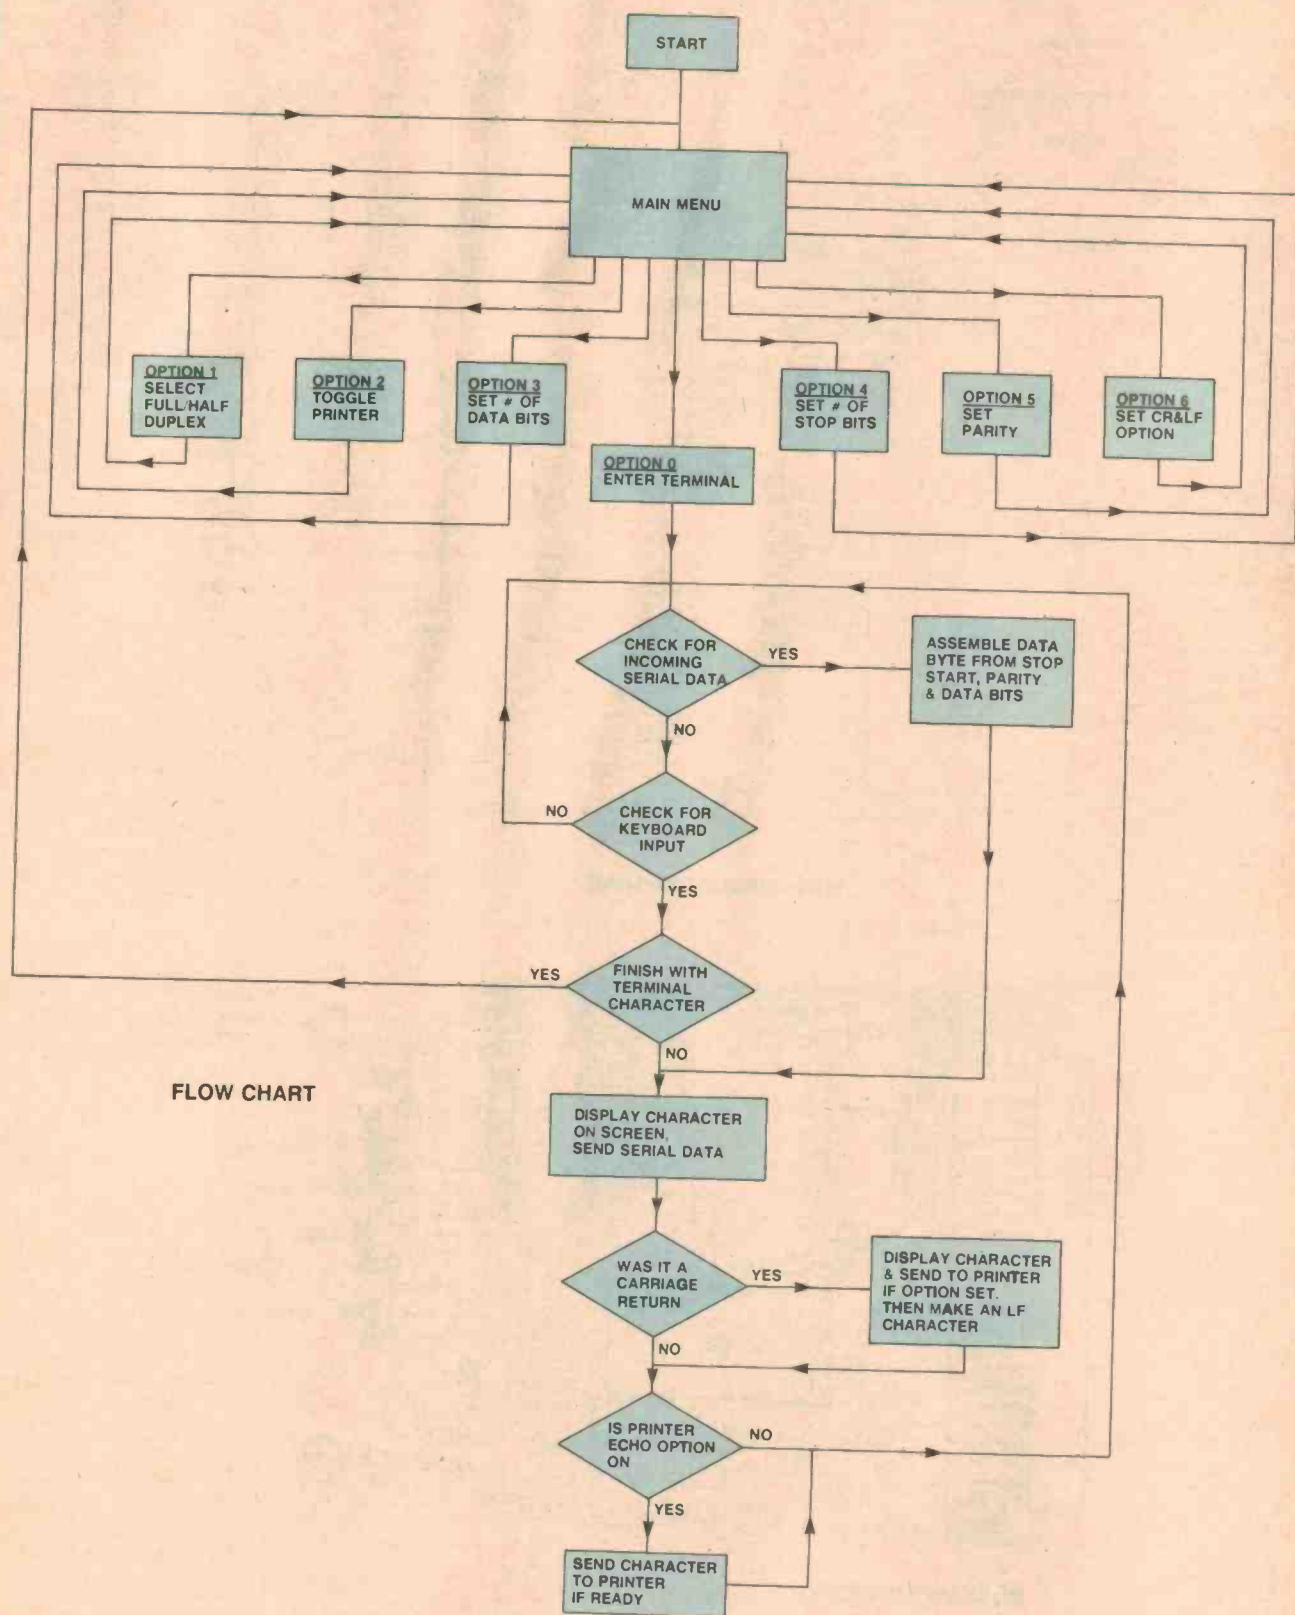 START
MAIN MENU
OPTION 1
SELECT
FULL/HALF
DUPLEX
OPTION 2
TOGGLE
PRINTER
OPTION 3
SET # OF
DATA BITS
OPTION 0
ENTER TERMINAL
OPTION 4
SET # OF
STOP BITS
OPTION 5
SET
PARITY
OPTION 6
SET CR&LF
OPTION
CHECK FOR
INCOMING
SERIAL DATA
YES
ASSEMBLE DATA
BYTE FROM STOP
START, PARITY
& DATA BITS
NO
CHECK FOR
KEYBOARD
INPUT
NO
YES
FINISH WITH
TERMINAL
CHARACTER
YES
NO
FLOW CHART
DISPLAY CHARACTER
ON SCREEN,
SEND SERIAL DATA
WAS IT A
CARRIAGE
RETURN
YES
DISPLAY CHARACTER
& SEND TO PRINTER
IF OPTION SET.
THEN MAKE AN LF
CHARACTER
NO
IS PRINTER
ECHO OPTION
ON
NO
YES
SEND CHARACTER
TO PRINTER
IF READY